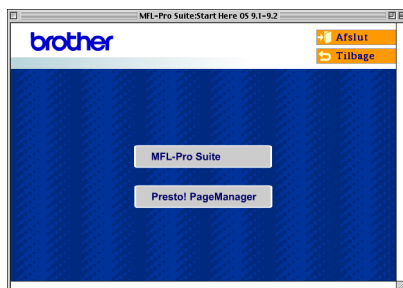 MFL-Pro Suite:Start Here OS 9.1-9.2
brother
Afslut
Tilbage
MFL-Pro Suite
Presto! PageManager